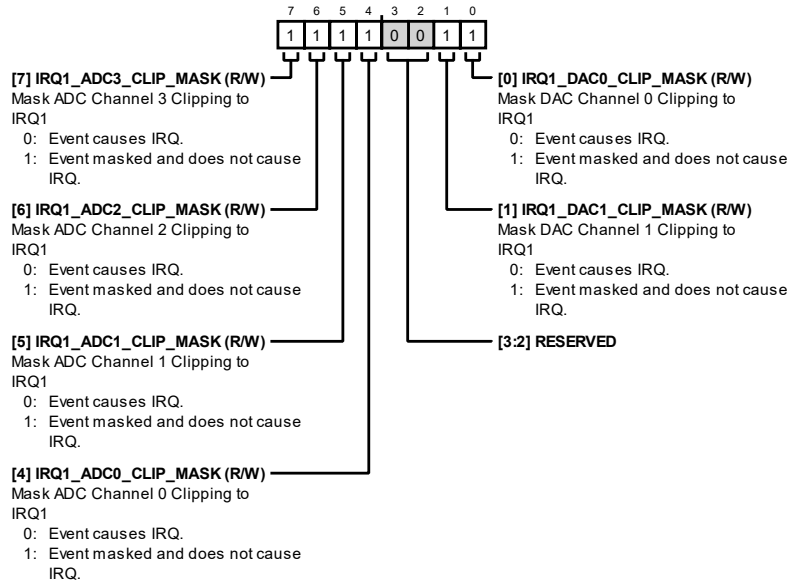 7 6 5 4 3 2 1 0
1 1 1 1 0 0 1 1
[7] IRQ1_ADC3_CLIP_MASK (R/W)
Mask ADC Channel 3 Clipping to
IRQ1
0: Event causes IRQ.
1: Event masked and does not cause
IRQ.
[6] IRQ1_ADC2_CLIP_MASK (R/W)
Mask ADC Channel 2 Clipping to
IRQ1
0: Event causes IRQ.
1: Event masked and does not cause
IRQ.
[5] IRQ1_ADC1_CLIP_MASK (R/W)
Mask ADC Channel 1 Clipping to
IRQ1
0: Event causes IRQ.
1: Event masked and does not cause
IRQ.
[4] IRQ1_ADC0_CLIP_MASK (R/W)
Mask ADC Channel 0 Clipping to
IRQ1
0: Event causes IRQ.
1: Event masked and does not cause
IRQ.
[0] IRQ1_DAC0_CLIP_MASK (R/W)
Mask DAC Channel 0 Clipping to
IRQ1
0: Event causes IRQ.
1: Event masked and does not cause
IRQ.
[1] IRQ1_DAC1_CLIP_MASK (R/W)
Mask DAC Channel 1 Clipping to
IRQ1
0: Event causes IRQ.
1: Event masked and does not cause
IRQ.
[3:2] RESERVED